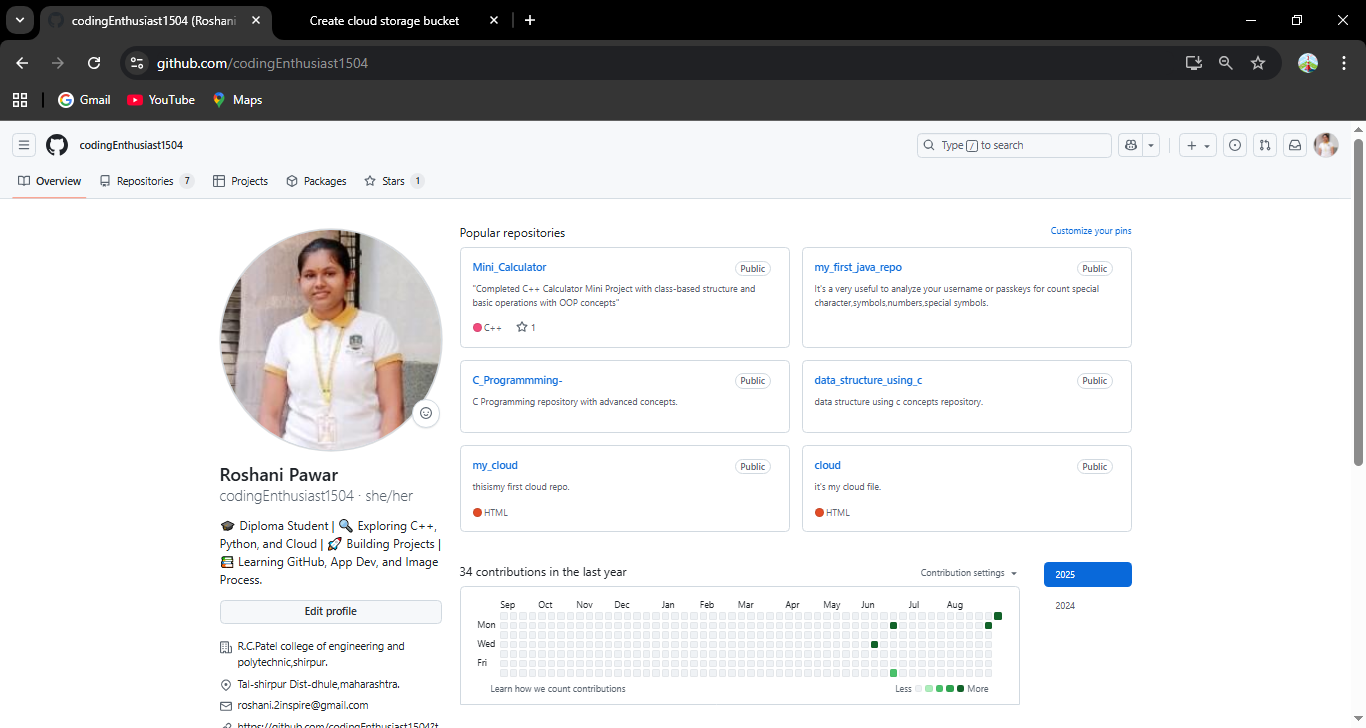 codingEnthusiast1504 (Roshani
Create cloud storage bucket
github.com/codingEnthusiast1504
Gmail
YouTube
Maps
codingEnthusiast1504
Type / to search
Overview
Repositories 7
Projects
Packages
Stars 1
Popular repositories
Customize your pins
Mini_Calculator
Public
"Completed C++ Calculator Mini Project with class-based structure and
basic operations with OOP concepts"
C++ 1
my_first_java_repo
Public
It's a very useful to analyze your username or passkeys for count special
character,symbols,numbers,special symbols.
C_Programmming-
Public
C Programming repository with advanced concepts.
data_structure_using_c
Public
data structure using c concepts repository.
my_cloud
Public
thisismy first cloud repo.
HTML
cloud
Public
it's my cloud file.
HTML
Roshani Pawar
codingEnthusiast1504 · she/her
🎓 Diploma Student | 🔍 Exploring C++,
Python, and Cloud | 🚀 Building Projects |
📚 Learning GitHub, App Dev, and Image
Process.
Edit profile
R.C.Patel college of engineering and
polytechnic,shirpur.
Tal-shirpur Dist-dhule,maharashtra.
roshani.2inspire@gmail.com
https://github.com/codingEnthusiast1504?t
34 contributions in the last year
Contribution settings
2025
2024
Sep Oct Nov Dec Jan Feb Mar Apr May Jun Jul Aug
Mon
Wed
Fri
Learn how we count contributions
Less
More